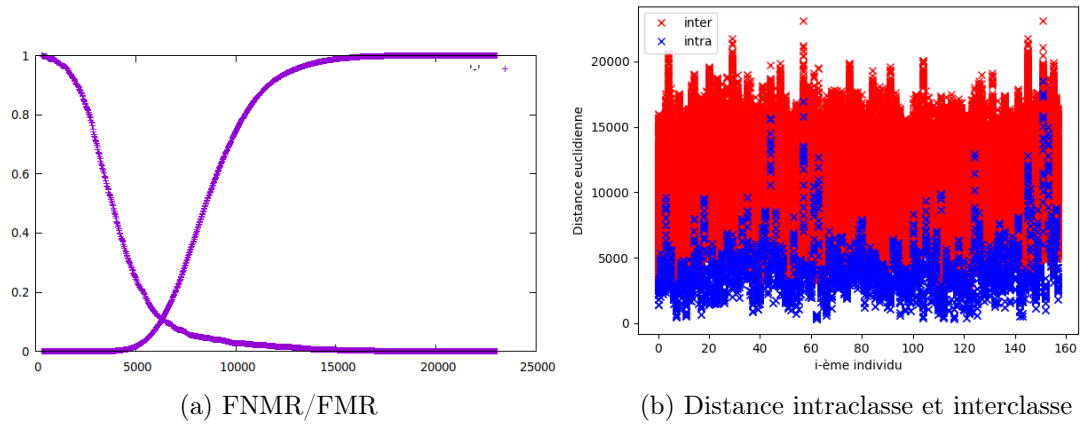 1
0.8
0.6
0.4
0.2
0
0 5000 10000 15000 20000 25000
'-' +
(a) FNMR/FMR
inter
intra
Distance euclidienne
20000
15000
10000
5000
0
0 20 40 60 80 100 120 140 160
i-ème individu
(b) Distance intraclasse et interclasse